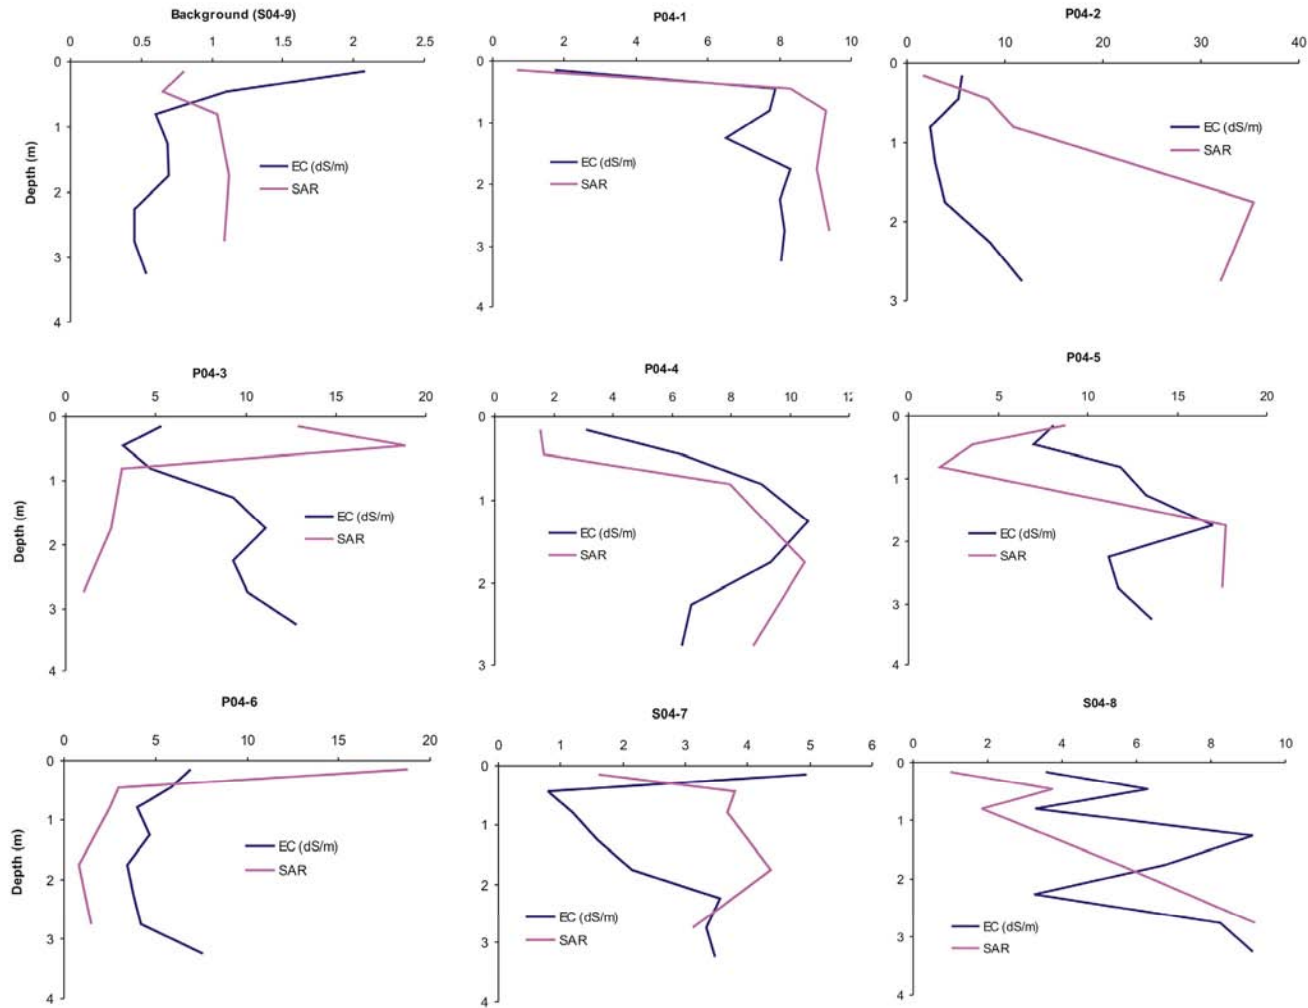 Background (S04-9)
0 0.5 1 1.5 2 2.5
0
1
2
3
4
Depth (m)
EC (dS/m)
SAR
P04-1
0 2 4 6 8 10
0
1
2
3
4
EC (dS/m)
SAR
P04-2
0 10 20 30 40
0
1
2
3
EC (dS/m)
SAR
P04-3
0 5 10 15 20
0
1
2
3
4
Depth (m)
EC (dS/m)
SAR
P04-4
0 2 4 6 8 10 12
0
1
2
3
EC (dS/m)
SAR
P04-5
0 5 10 15 20
0
1
2
3
4
EC (dS/m)
SAR
P04-6
0 5 10 15 20
0
1
2
3
4
Depth (m)
EC (dS/m)
SAR
S04-7
0 1 2 3 4 5 6
0
1
2
3
4
EC (dS/m)
SAR
S04-8
0 2 4 6 8 10
0
1
2
3
4
EC (dS/m)
SAR